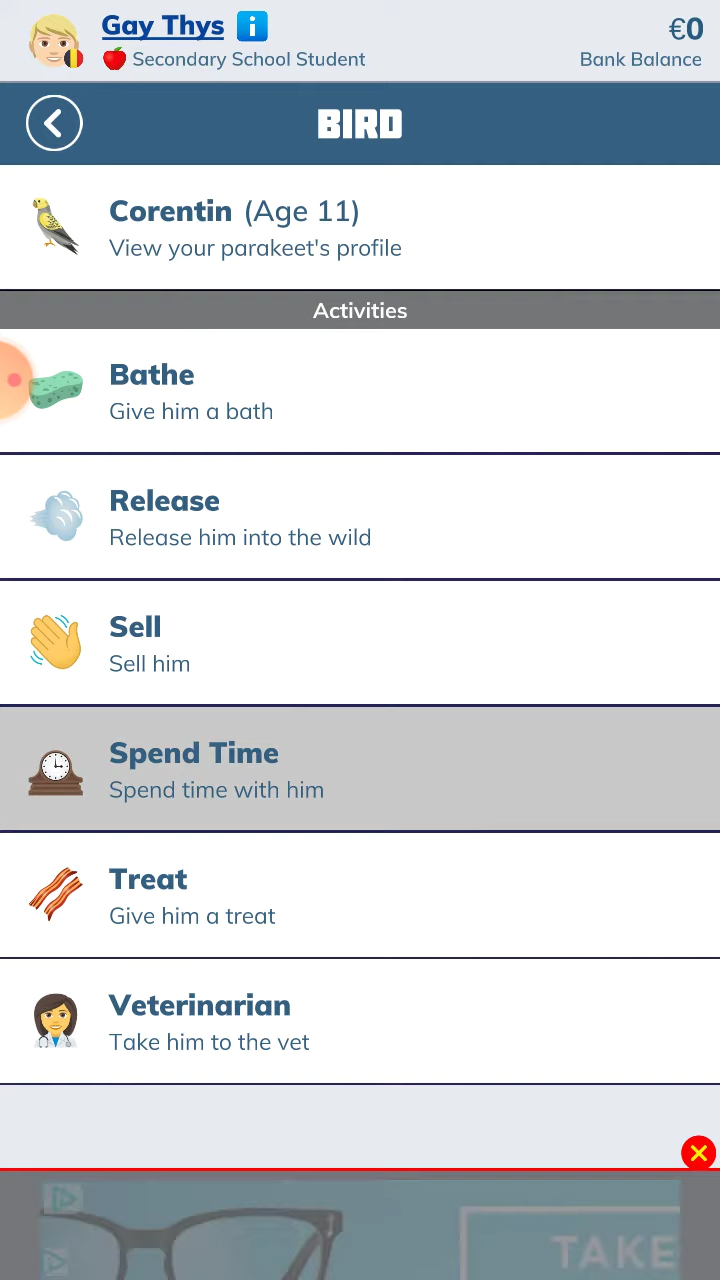 Gay Thys
€0
Secondary School Student
Bank Balance
BIRD
Corentin (Age 11)
View your parakeet's profile
Activities
Bathe
Give him a bath
Release
Release him into the wild
Sell
Sell him
Spend Time
Spend time with him
Treat
Give him a treat
Veterinarian
Take him to the vet
TAKE